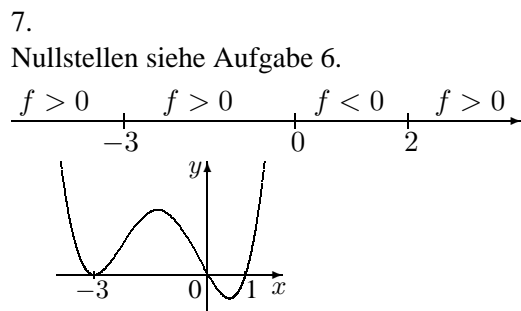 7.
Nullstellen siehe Aufgabe 6.
f > 0 f > 0 f < 0 f > 0
−3 0 2
y
−3 0 1 x